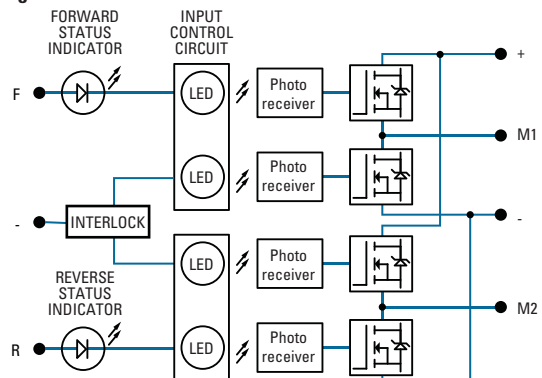 FORWARD
STATUS
INDICATOR
INPUT
CONTROL
CIRCUIT
F
LED
Photo
receiver
+
M1
LED
Photo
receiver
-
INTERLOCK
-
LED
Photo
receiver
REVERSE
STATUS
INDICATOR
M2
R
LED
Photo
receiver